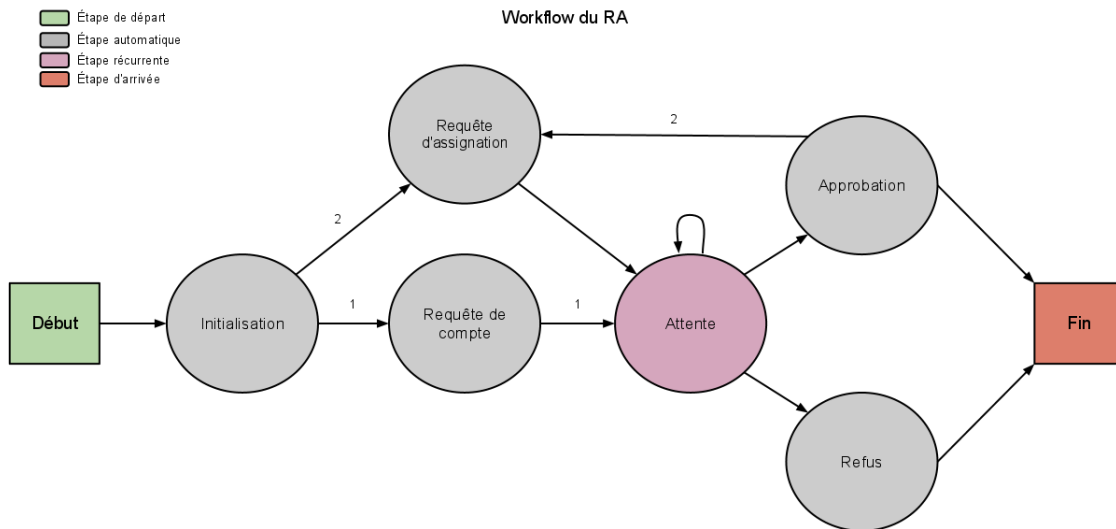 Workflow du RA
Étape de départ
Étape automatique
Étape récurrente
Étape d'arrivée
Requête
d'assignation
2
Approbation
2
Début
Initialisation
1
Requête de
compte
1
Attente
Fin
Refus